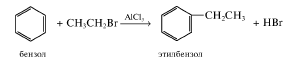 + CH₃CH₂Br AlCl₃ CH₂CH₃ + HBr
бензол этилбензол